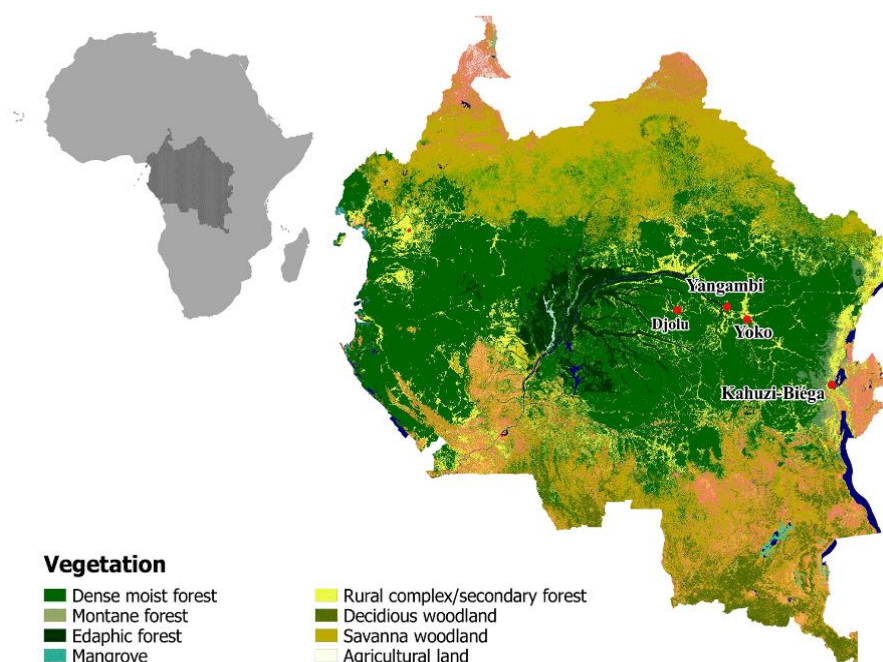 Yangambi
Djolu
Yoko
Kahuzi-Biéga
Vegetation
Dense moist forest
Montane forest
Edaphic forest
Mangrove
Rural complex/secondary forest
Decidious woodland
Savanna woodland
Agricultural land